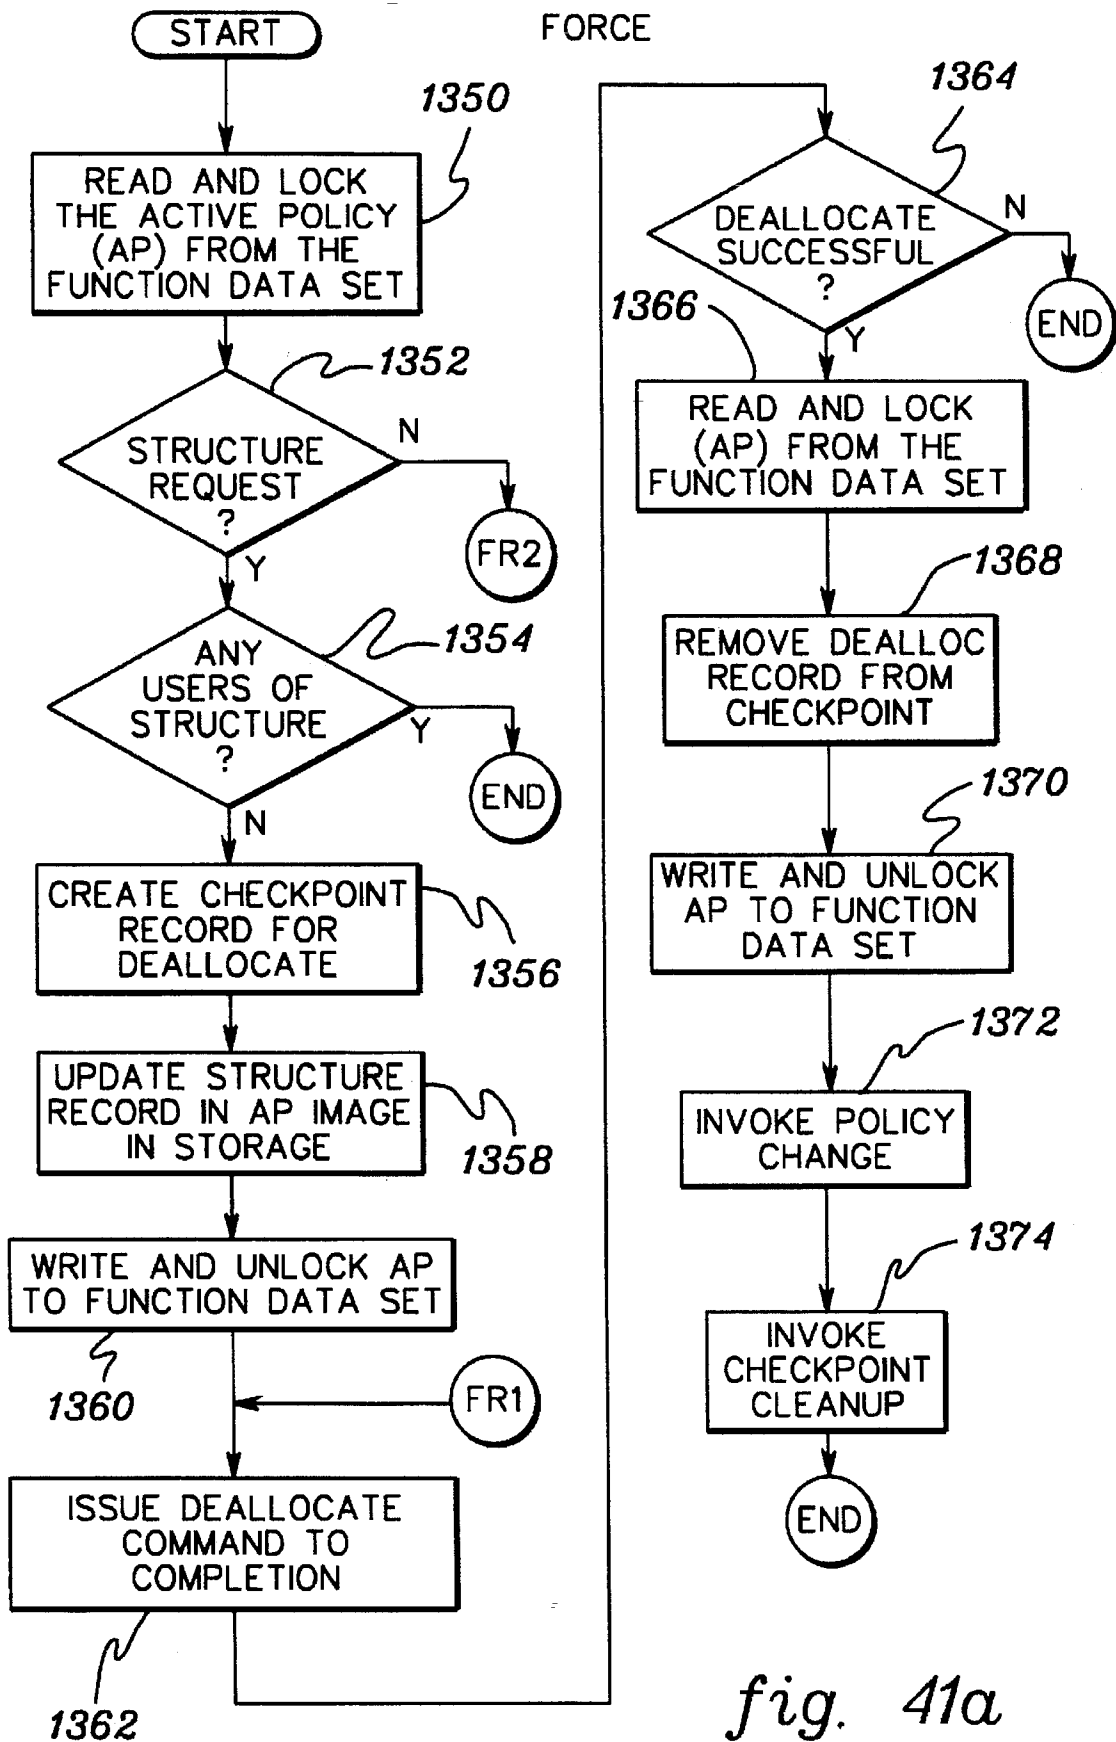 START
FORCE
1350
READ AND LOCK
THE ACTIVE POLICY
(AP) FROM THE
FUNCTION DATA SET
1352
STRUCTURE
REQUEST
?
N
FR2
Y
1354
ANY
USERS OF
STRUCTURE
?
Y
END
N
CREATE CHECKPOINT
RECORD FOR
DEALLOCATE
1356
UPDATE STRUCTURE
RECORD IN AP IMAGE
IN STORAGE
1358
WRITE AND UNLOCK AP
TO FUNCTION DATA SET
1360
FR1
ISSUE DEALLOCATE
COMMAND TO
COMPLETION
1362
1364
DEALLOCATE
SUCCESSFUL
?
N
END
Y
1366
READ AND LOCK
(AP) FROM THE
FUNCTION DATA SET
1368
REMOVE DEALLOC
RECORD FROM
CHECKPOINT
1370
WRITE AND UNLOCK
AP TO FUNCTION
DATA SET
1372
INVOKE POLICY
CHANGE
1374
INVOKE
CHECKPOINT
CLEANUP
END
fig. 41a